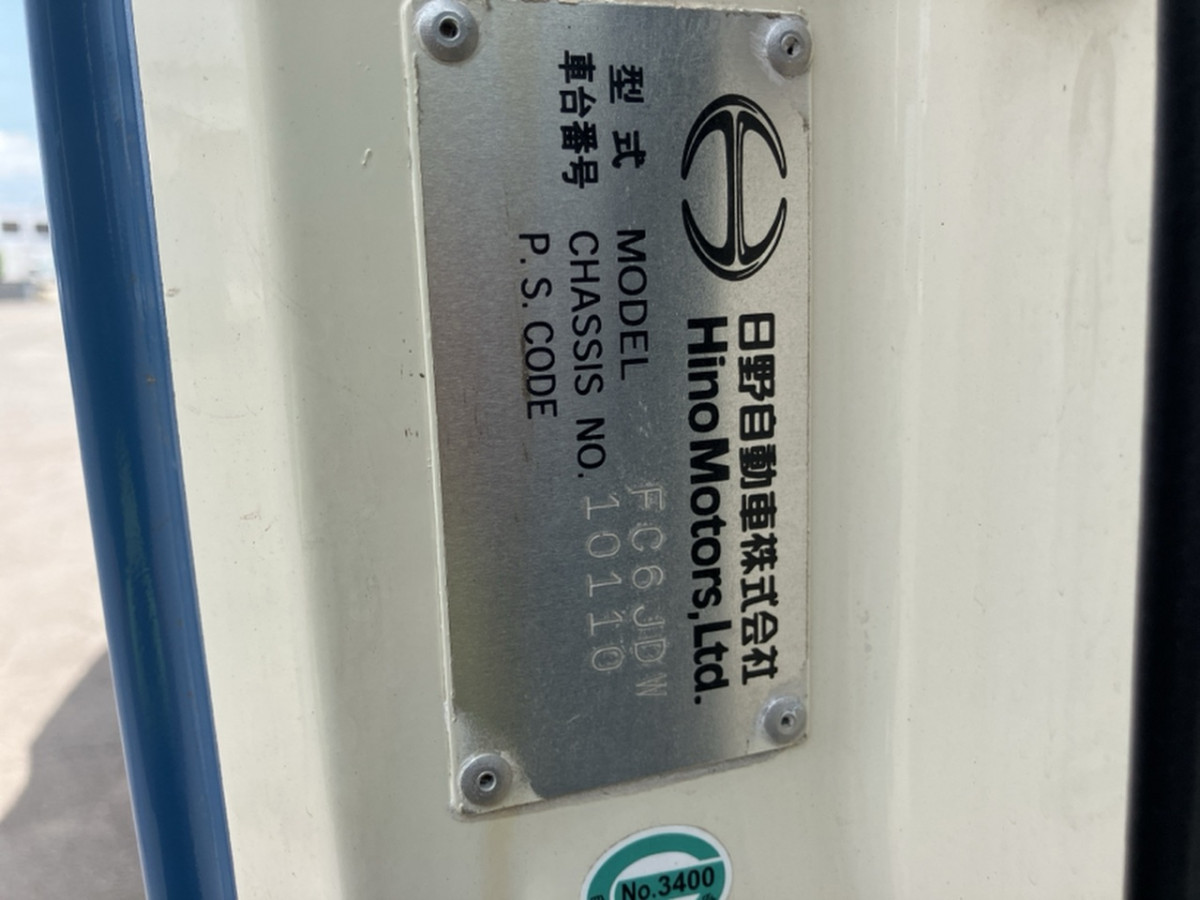 日野自動車株式会社
Hino Motors, Ltd.
型式 MODEL FC6JDW
車台番号 CHASSIS NO. 10110
P. S. CODE
No.3400